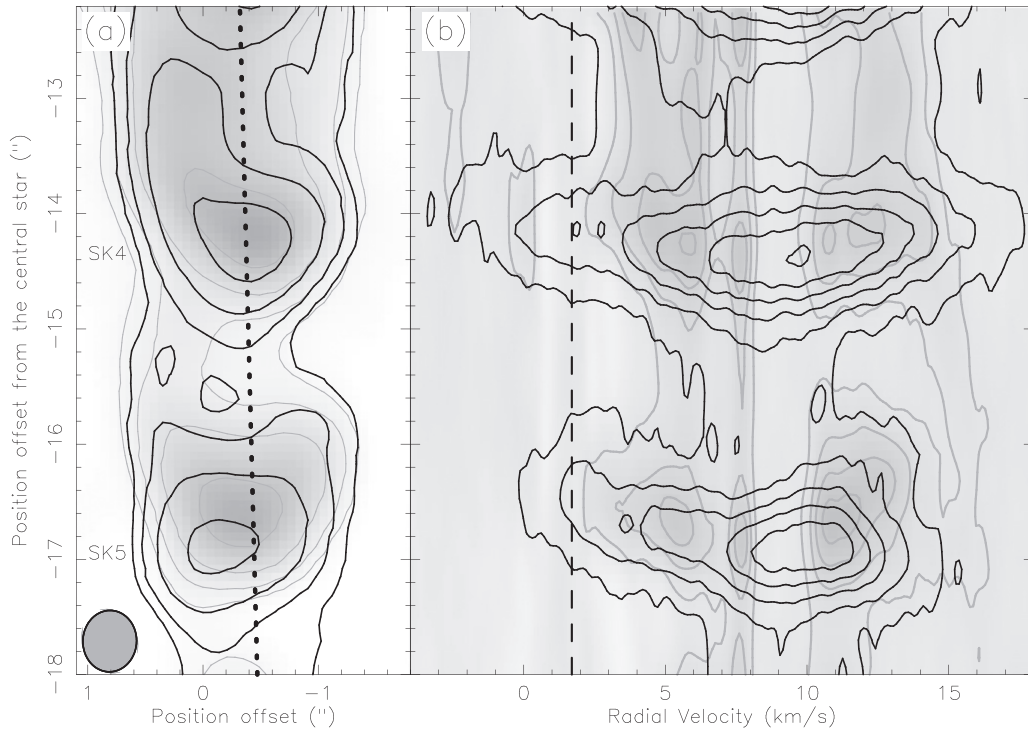 (a)
(b)
Position offset from the central star (")
−13
−14
−15
−16
−17
−18
SK4
SK5
1
0
−1
Position offset (")
0
5
10
15
Radial Velocity (km/s)